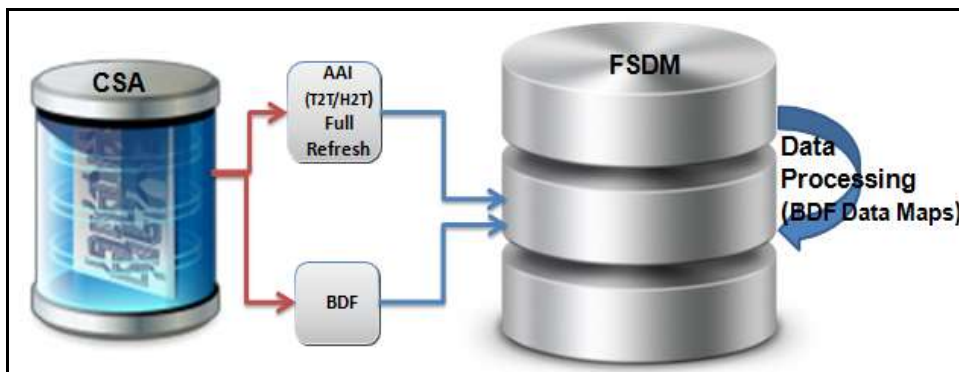 CSA
AAI
(T2T/H2T)
Full
Refresh
BDF
FSDM
Data
Processing
(BDF Data Maps)